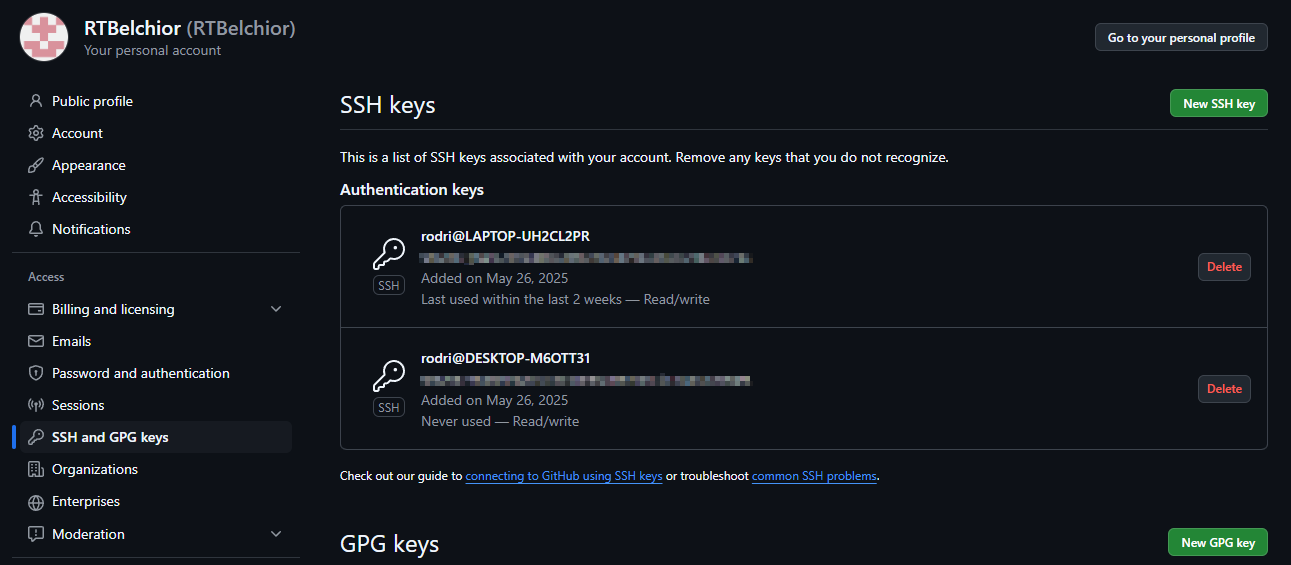 RTBelchior (RTBelchior)
Your personal account
Go to your personal profile
Public profile
Account
Appearance
Accessibility
Notifications
Access
Billing and licensing
Emails
Password and authentication
Sessions
SSH and GPG keys
Organizations
Enterprises
Moderation
SSH keys
New SSH key
This is a list of SSH keys associated with your account. Remove any keys that you do not recognize.
Authentication keys
rodri@LAPTOP-UH2CL2PR
Added on May 26, 2025
Last used within the last 2 weeks — Read/write
SSH
Delete
rodri@DESKTOP-M6OTT31
Added on May 26, 2025
Never used — Read/write
SSH
Delete
Check out our guide to connecting to GitHub using SSH keys or troubleshoot common SSH problems.
GPG keys
New GPG key